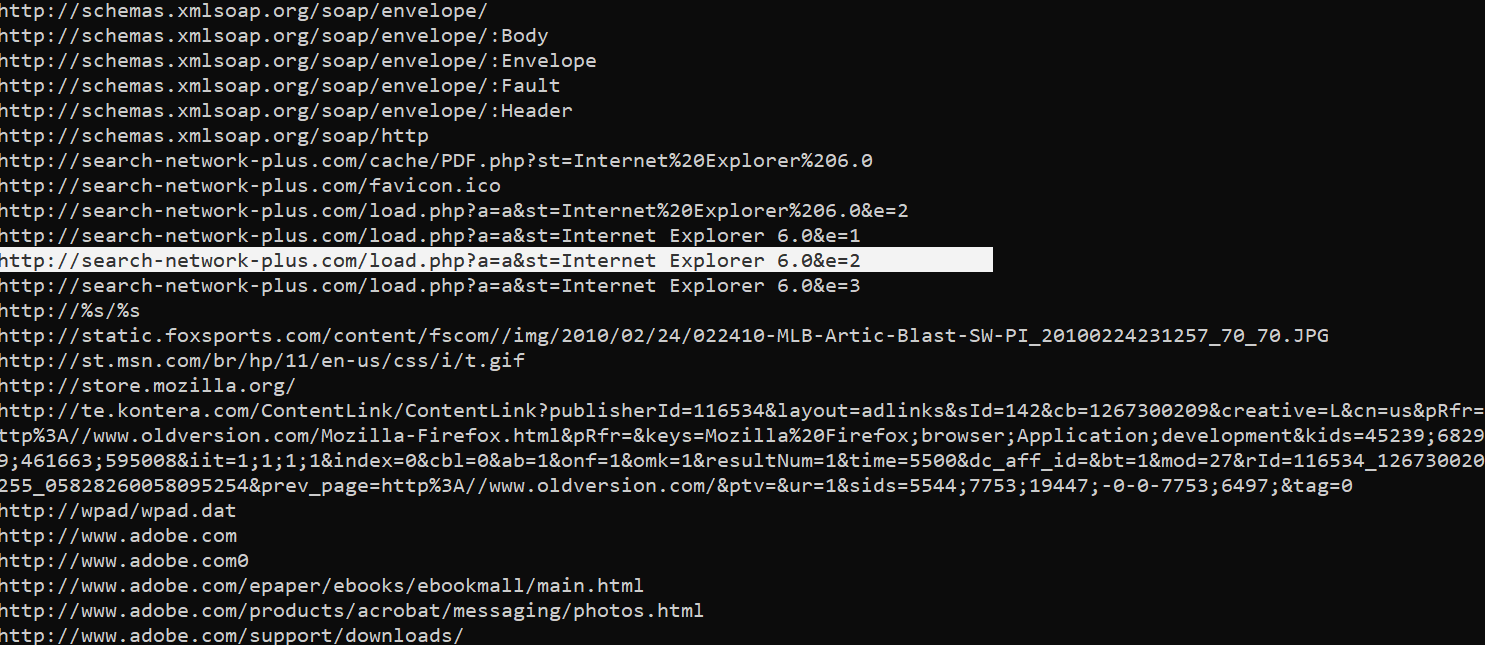 http://schemas.xmlsoap.org/soap/envelope/
http://schemas.xmlsoap.org/soap/envelope/:Body
http://schemas.xmlsoap.org/soap/envelope/:Envelope
http://schemas.xmlsoap.org/soap/envelope/:Fault
http://schemas.xmlsoap.org/soap/envelope/:Header
http://schemas.xmlsoap.org/soap/http
http://search-network-plus.com/cache/PDF.php?st=Internet%20Explorer%206.0
http://search-network-plus.com/favicon.ico
http://search-network-plus.com/load.php?a=a&st=Internet%20Explorer%206.0&e=2
http://search-network-plus.com/load.php?a=a&st=Internet Explorer 6.0&e=1
http://search-network-plus.com/load.php?a=a&st=Internet Explorer 6.0&e=2
http://search-network-plus.com/load.php?a=a&st=Internet Explorer 6.0&e=3
http://%s/%s
http://static.foxsports.com/content/fscom//img/2010/02/24/022410-MLB-Artic-Blast-SW-PI_20100224231257_70_70.JPG
http://st.msn.com/br/hp/11/en-us/css/i/t.gif
http://store.mozilla.org/
http://te.kontera.com/ContentLink/ContentLink?publisherId=116534&layout=adlinks&sId=142&cb=1267300209&creative=L&cn=us&pRfr=
ttp%3A//www.oldversion.com/Mozilla-Firefox.html&pRfr=&keys=Mozilla%20Firefox;browser;Application;development&kids=45239;6829
9;461663;595008&iit=1;1;1;1&index=0&cbl=0&ab=1&onf=1&omk=1&resultNum=1&time=5500&dc_aff_id=&bt=1&mod=27&rId=116534_126730020
255_05828260058095254&prev_page=http%3A//www.oldversion.com/&ptv=&ur=1&sids=5544;7753;19447;-0-0-7753;6497;&tag=0
http://wpad/wpad.dat
http://www.adobe.com
http://www.adobe.com0
http://www.adobe.com/epaper/ebooks/ebookmall/main.html
http://www.adobe.com/products/acrobat/messaging/photos.html
http://www.adobe.com/support/downloads/